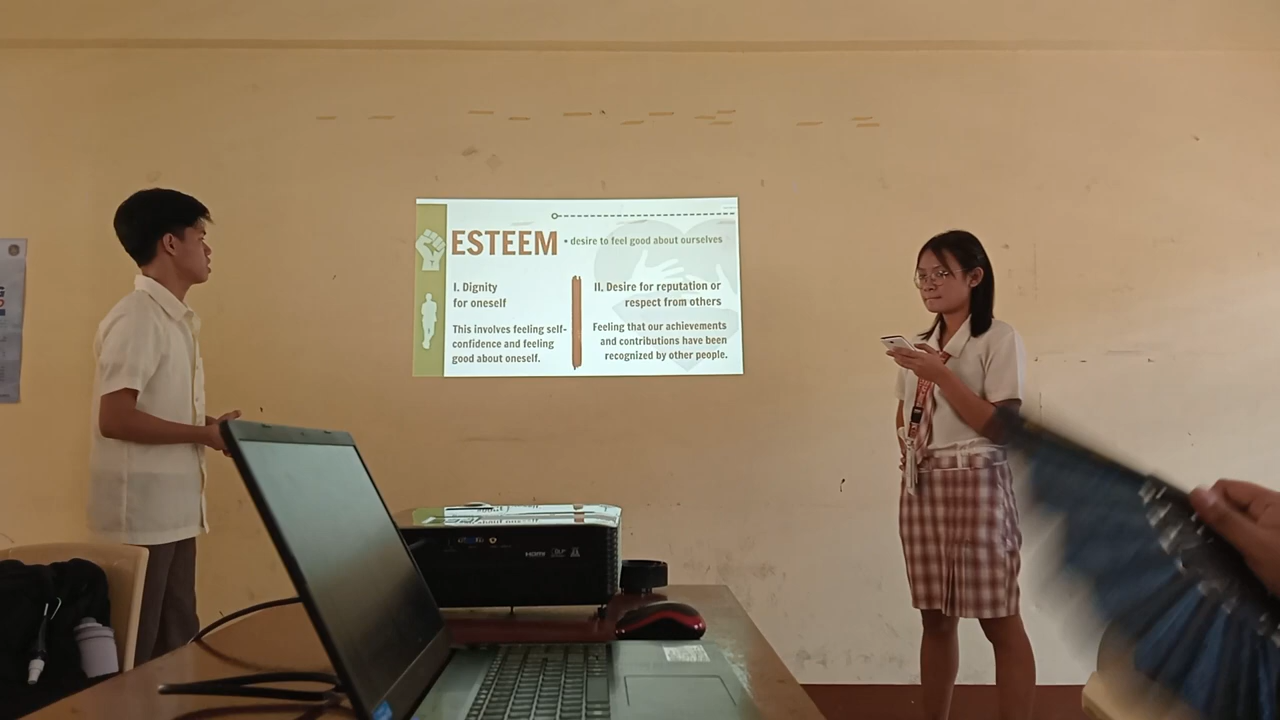 ESTEEM • desire to feel good about ourselves
I. Dignity
for oneself
This involves feeling self-
confidence and feeling
good about oneself.
II. Desire for reputation or
respect from others
Feeling that our achievements
and contributions have been
recognized by other people.
HDMI